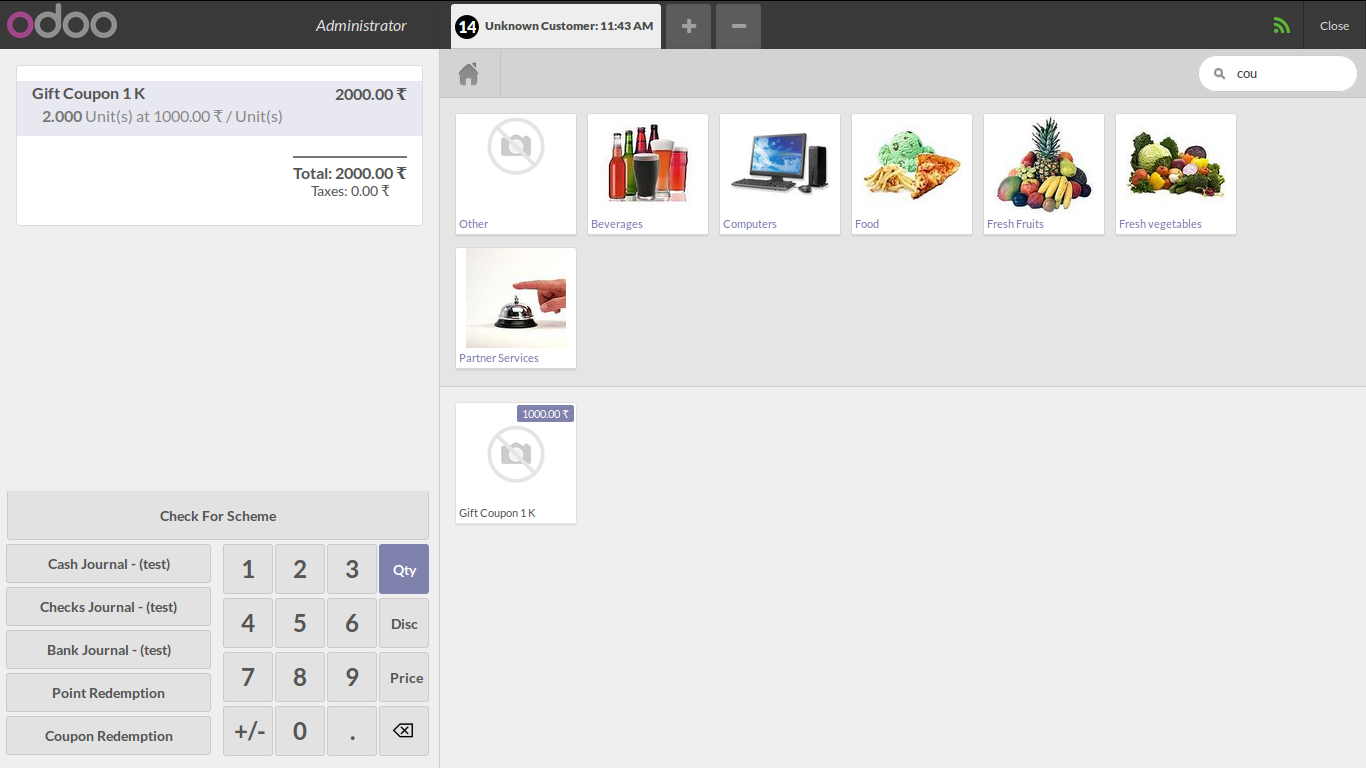 odoo
Administrator
14 Unknown Customer: 11:43 AM
+
−
Close
Gift Coupon 1 K 2000.00 ₹
2.000 Unit(s) at 1000.00 ₹ / Unit(s)
Total: 2000.00 ₹
Taxes: 0.00 ₹
cou
Other
Beverages
Computers
Food
Fresh Fruits
Fresh vegetables
Partner Services
1000.00 ₹
Gift Coupon 1 K
Check For Scheme
Cash Journal - (test)
Checks Journal - (test)
Bank Journal - (test)
Point Redemption
Coupon Redemption
1 2 3 Qty
4 5 6 Disc
7 8 9 Price
+/- 0 .